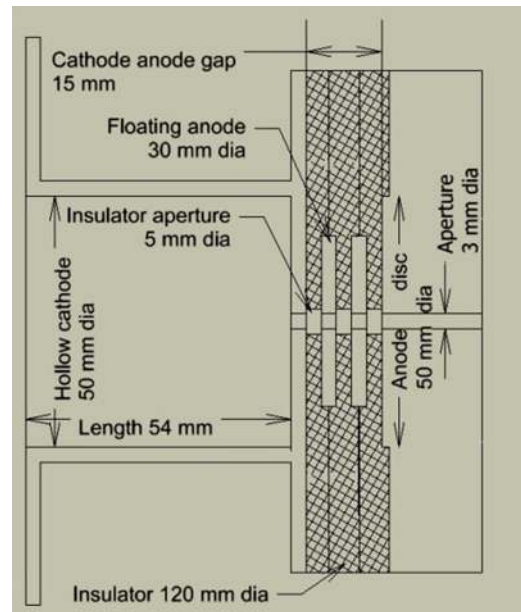 Cathode anode gap
15 mm
Floating anode
30 mm dia
Insulator aperture
5 mm dia
Hollow cathode
50 mm dia
Length 54 mm
Anode disc
50 mm dia
Aperture
3 mm dia
Insulator 120 mm dia